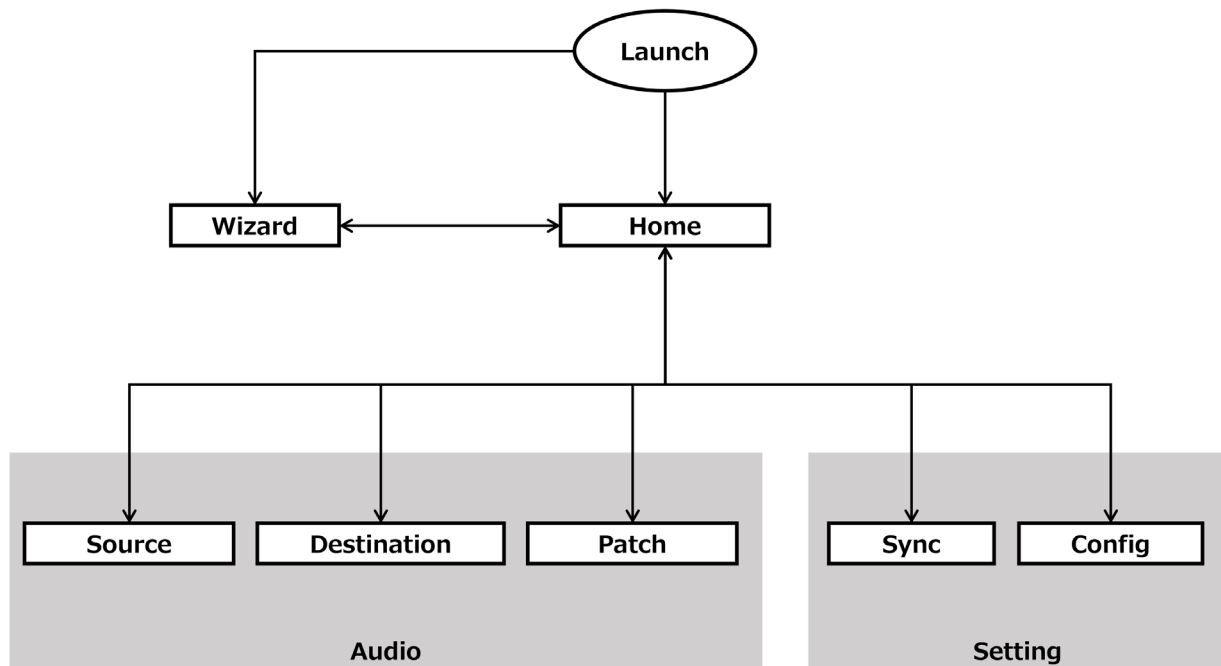 Launch
Wizard
Home
Source
Destination
Patch
Sync
Config
Audio
Setting